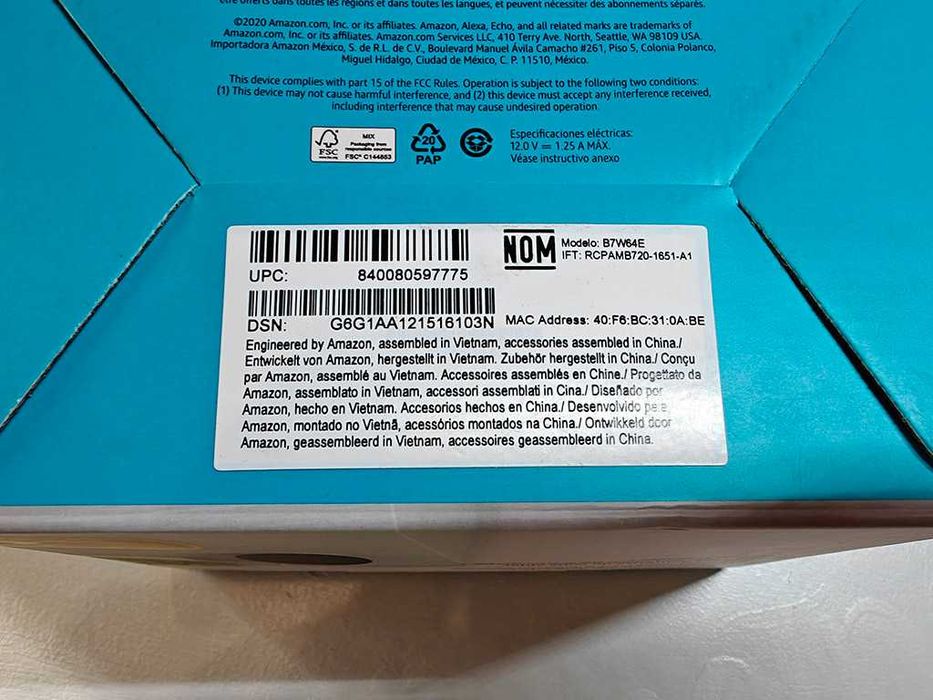 être offerts dans toutes les régions et dans toutes les langues, et peuvent nécessiter des abonnements séparés.
©2020 Amazon.com, Inc. or its affiliates. Amazon, Alexa, Echo, and all related marks are trademarks of
Amazon.com, Inc. or its affiliates. Amazon.com Services LLC, 410 Terry Ave. North, Seattle, WA 98109 USA.
Importadora Amazon México, S. de R.L. de C.V., Boulevard Manuel Ávila Camacho #261, Piso 5, Colonia Polanco,
Miguel Hidalgo, Ciudad de México, C. P. 11510, México.
This device complies with part 15 of the FCC Rules. Operation is subject to the following two conditions:
(1) This device may not cause harmful interference, and (2) this device must accept any interference received,
including interference that may cause undesired operation.
FSC
www.fsc.org
MIX
Packaging from
responsible sources
FSC® C144853
20
PAP
Especificaciones eléctricas:
12.0 V ⎓ 1.25 A MÁX.
Véase instructivo anexo
UPC: 840080597775
NOM
Modelo: B7W64E
IFT: RCPAMB720-1651-A1
DSN: G6G1AA121516103N
MAC Address: 40:F6:BC:31:0A:BE
Engineered by Amazon, assembled in Vietnam, accessories assembled in China./
Entwickelt von Amazon, hergestellt in Vietnam. Zubehör hergestellt in China./ Conçu
par Amazon, assemblé au Vietnam. Accessoires assemblés en Chine./ Progettato da
Amazon, assemblato in Vietnam, accessori assemblati in Cina./ Diseñado por
Amazon, hecho en Vietnam. Accesorios hechos en China./ Desenvolvido pela
Amazon, montado no Vietnã, acessórios montados na China./ Ontwikkeld door
Amazon, geassembleerd in Vietnam, accessoires geassembleerd in China.